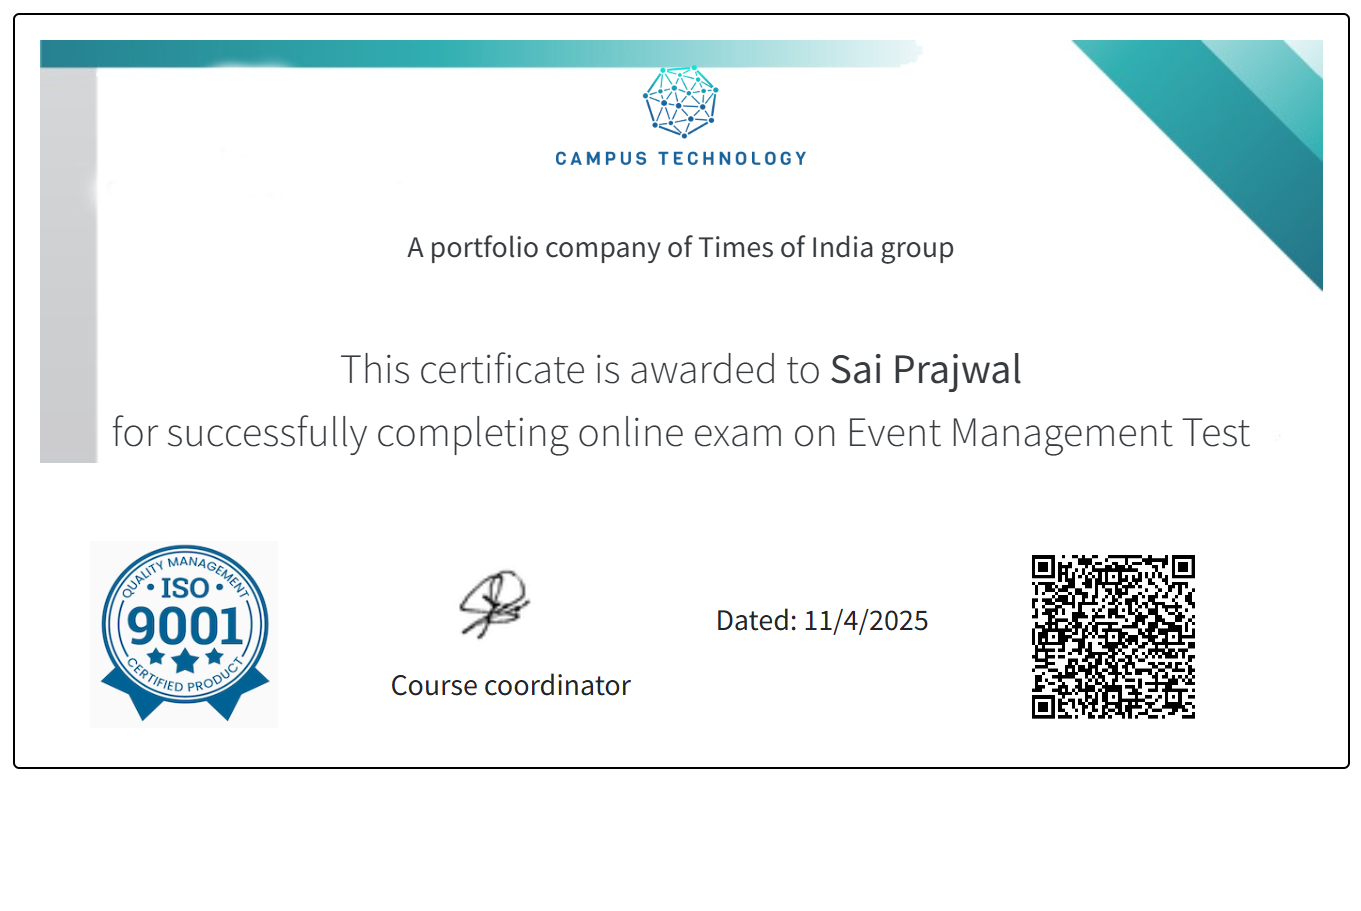 CAMPUS TECHNOLOGY
A portfolio company of Times of India group
This certificate is awarded to Sai Prajwal
for successfully completing online exam on Event Management Test
QUALITY MANAGEMENT
ISO
9001
CERTIFIED PRODUCT
Course coordinator
Dated: 11/4/2025